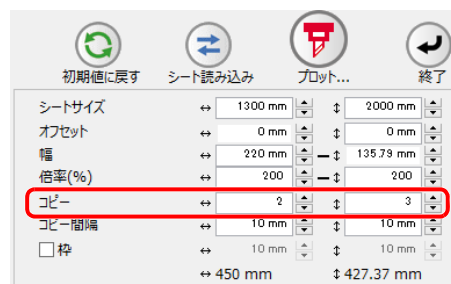 初期値に戻す シート読み込み プロット... 終了
シートサイズ ↔ 1300 mm ↕ 2000 mm
オフセット ↔ 0 mm ↕ 0 mm
幅 ↔ 220 mm ↕ 135.79 mm
倍率(%) ↔ 200 ↕ 200
コピー ↔ 2 ↕ 3
コピー間隔 ↔ 10 mm ↕ 10 mm
枠 ↔ 10 mm ↕ 10 mm
↔ 450 mm ↕ 427.37 mm